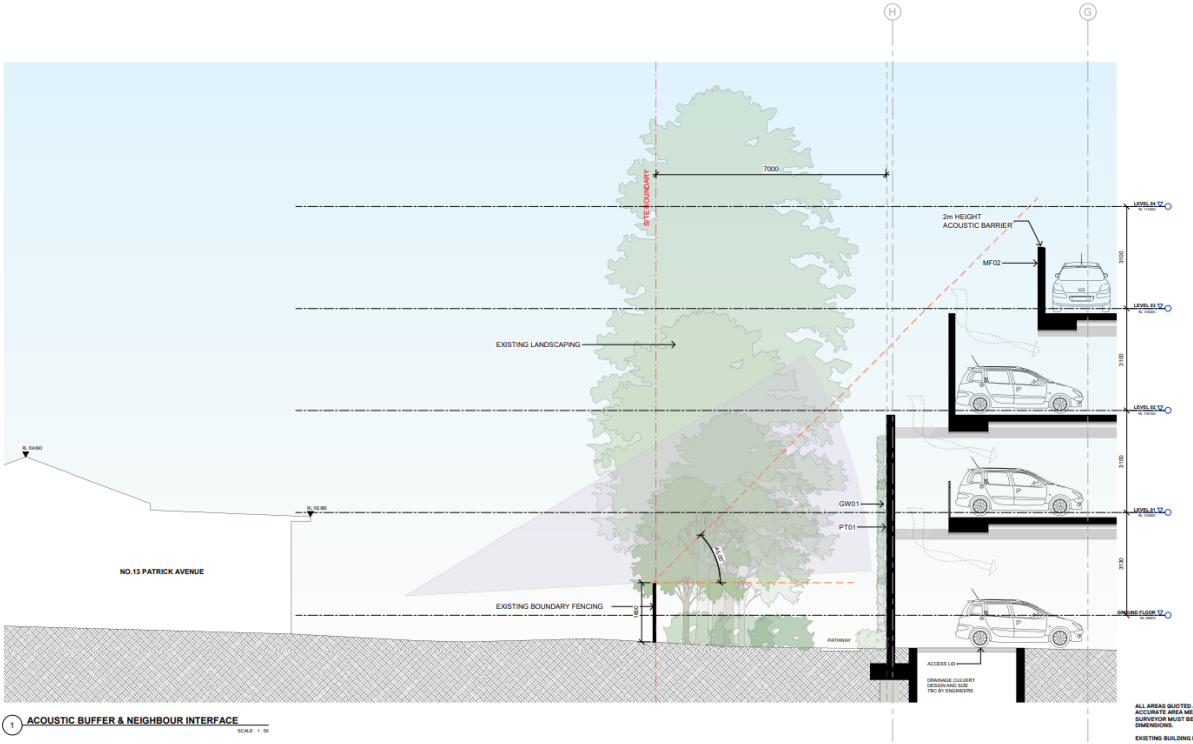 H
G
7000
SITE BOUNDARY
2m HEIGHT
ACOUSTIC BARRIER
MF02
LEVEL 04
3100
LEVEL 03
EXISTING LANDSCAPING
3100
LEVEL 02
3100
GW01
PT01
LEVEL 01
NO.13 PATRICK AVENUE
45.00°
3130
EXISTING BOUNDARY FENCING
1800
GROUND FLOOR
PATHWAY
ACCESS LID
DRAINAGE CULVERT
DESIGN AND SIZE
TBC BY ENGINEERS
1
ACOUSTIC BUFFER & NEIGHBOUR INTERFACE
SCALE 1 : 50
ALL AREAS QUOTED
ACCURATE AREA ME
SURVEYOR MUST BE
DIMENSIONS.
EXISTING BUILDING